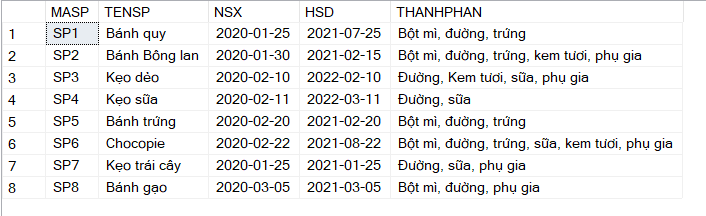 MASP TENSP NSX HSD THANHPHAN
1 SP1 Bánh quy 2020-01-25 2021-07-25 Bột mì, đường, trứng
2 SP2 Bánh Bông lan 2020-01-30 2021-02-15 Bột mì, đường, trứng, kem tươi, phụ gia
3 SP3 Kẹo dẻo 2020-02-10 2022-02-10 Đường, Kem tươi, sữa, phụ gia
4 SP4 Kẹo sữa 2020-02-11 2022-03-11 Đường, sữa
5 SP5 Bánh trứng 2020-02-20 2021-02-20 Bột mì, đường, trứng
6 SP6 Chocopie 2020-02-22 2021-08-22 Bột mì, đường, trứng, sữa, kem tươi, phụ gia
7 SP7 Kẹo trái cây 2020-01-25 2021-01-25 Đường, sữa, phụ gia
8 SP8 Bánh gạo 2020-03-05 2021-03-05 Bột mì, đường, phụ gia